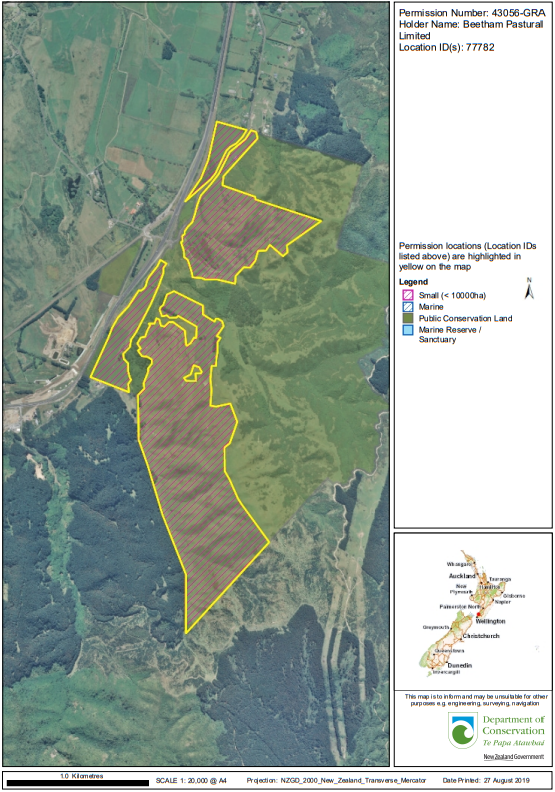 Permission Number: 43056-GRA
Holder Name: Beetham Pastural
Limited
Location ID(s): 77782
Permission locations (Location IDs
listed above) are highlighted in
yellow on the map
Legend
N
Small (< 10000ha)
Marine
Public Conservation Land
Marine Reserve /
Sanctuary
Whangarei
Auckland
Tauranga
Hamilton
New
Plymouth
Gisborne
Napier
Palmerston North
Wellington
Greymouth
Christchurch
Queenstown
Dunedin
Invercargill
This map is to inform and may be unsuitable for other
purposes e.g. engineering, surveying, navigation
Department of
Conservation
Te Papa Atawhai
New Zealand Government
1.0 Kilometres
SCALE 1: 20,000 @ A4
Projection: NZGD_2000_New_Zealand_Transverse_Mercator
Date Printed: 27 August 2019